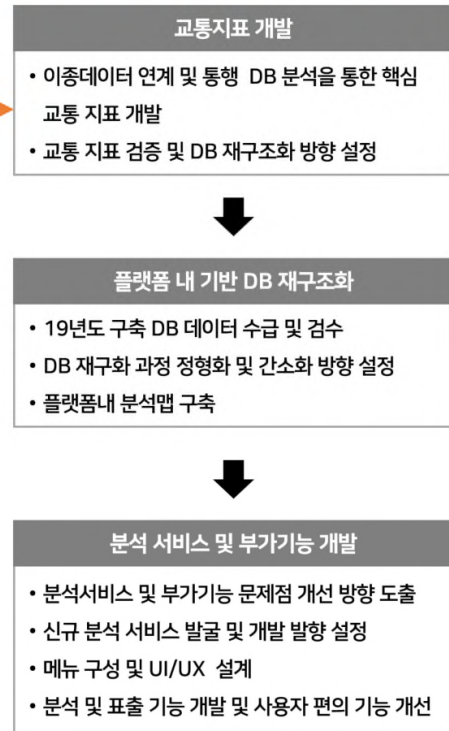 교통지표 개발
• 이종데이터 연계 및 통행 DB 분석을 통한 핵심
교통 지표 개발
• 교통 지표 검증 및 DB 재구조화 방향 설정
플랫폼 내 기반 DB 재구조화
• 19년도 구축 DB 데이터 수급 및 검수
• DB 재구화 과정 정형화 및 간소화 방향 설정
• 플랫폼내 분석맵 구축
분석 서비스 및 부가기능 개발
• 분석서비스 및 부가기능 문제점 개선 방향 도출
• 신규 분석 서비스 발굴 및 개발 발향 설정
• 메뉴 구성 및 UI/UX 설계
• 분석 및 표출 기능 개발 및 사용자 편의 기능 개선